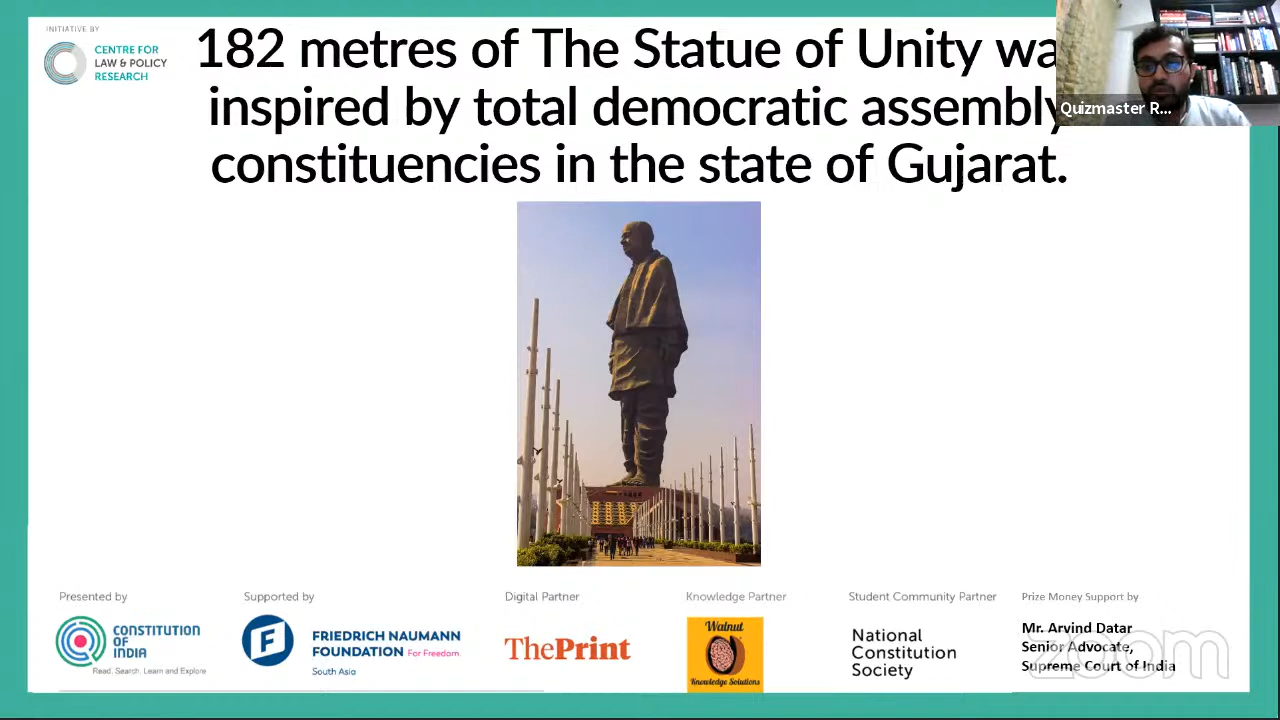 INITIATIVE BY
CENTRE FOR
LAW & POLICY
RESEARCH
182 metres of The Statue of Unity wa
inspired by total democratic assembly
constituencies in the state of Gujarat.
Quizmaster R...
Presented by
CONSTITUTION
OF
INDIA
Read, Search, Learn and Explore
Supported by
F
FRIEDRICH NAUMANN
FOUNDATION For Freedom.
South Asia
Digital Partner
ThePrint
Knowledge Partner
Walnut
Knowledge Solutions
Student Community Partner
National
Constitution
Society
Prize Money Support by
Mr. Arvind Datar
Senior Advocate,
Supreme Court of India
zoom